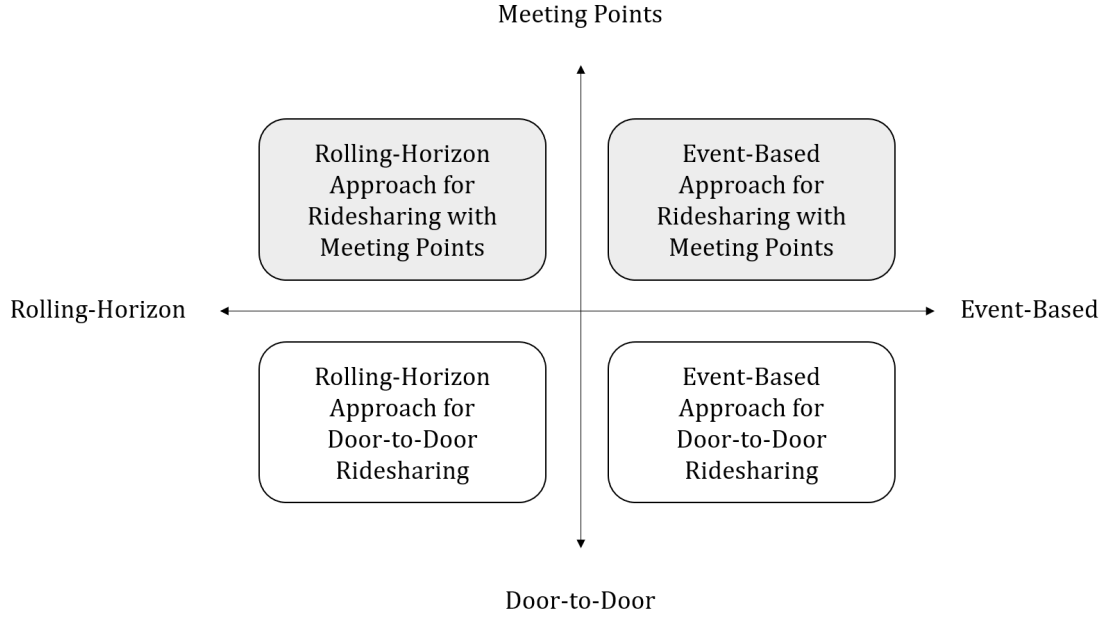 Meeting Points
Rolling-Horizon
Approach for
Ridesharing with
Meeting Points
Event-Based
Approach for
Ridesharing with
Meeting Points
Rolling-Horizon
Event-Based
Rolling-Horizon
Approach for
Door-to-Door
Ridesharing
Event-Based
Approach for
Door-to-Door
Ridesharing
Door-to-Door